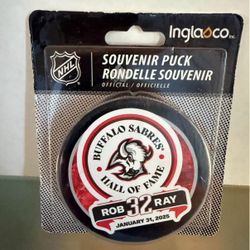 Inglasco Inc.
NHL
SOUVENIR PUCK
RONDELLE SOUVENIR
OFFICIAL / OFFICIELLE
BUFFALO SABRES
HALL OF FAME
ROB 32 RAY
JANUARY 31, 2025